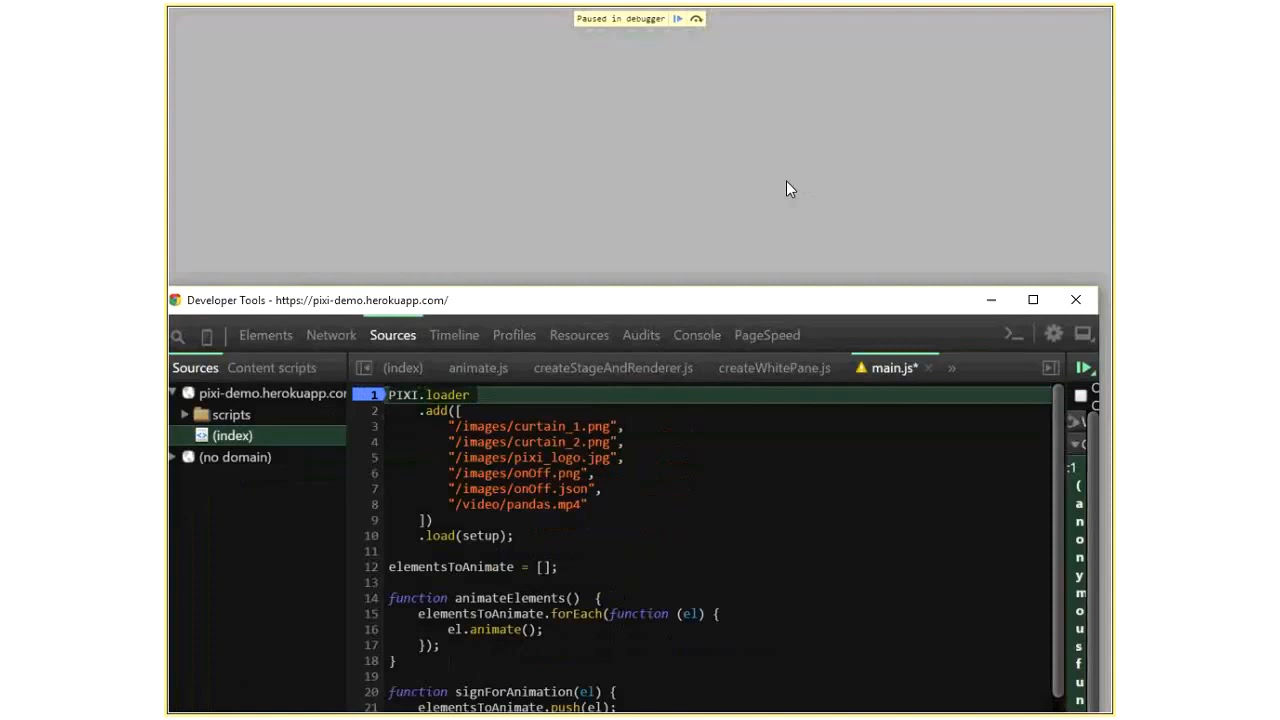 Paused in debugger
Developer Tools - https://pixi-demo.herokuapp.com/
Elements Network Sources Timeline Profiles Resources Audits Console PageSpeed
Sources Content scripts
(index) animate.js createStageAndRenderer.js createWhitePane.js main.js* »
pixi-demo.herokuapp.cor
scripts
(index)
(no domain)
1 PIXI.loader
2 .add([
3 "/images/curtain_1.png",
4 "/images/curtain_2.png",
5 "/images/pixi_logo.jpg",
6 "/images/onOff.png",
7 "/images/onOff.json",
8 "/video/pandas.mp4"
9 ])
10 .load(setup);
11
12 elementsToAnimate = [];
13
14 function animateElements() {
15 elementsToAnimate.forEach(function (el) {
16 el.animate();
17 });
18 }
19
20 function signForAnimation(el) {
21 elementsToAnimate.push(el);
:1
(
a
n
o
n
y
m
o
u
s
f
u
n